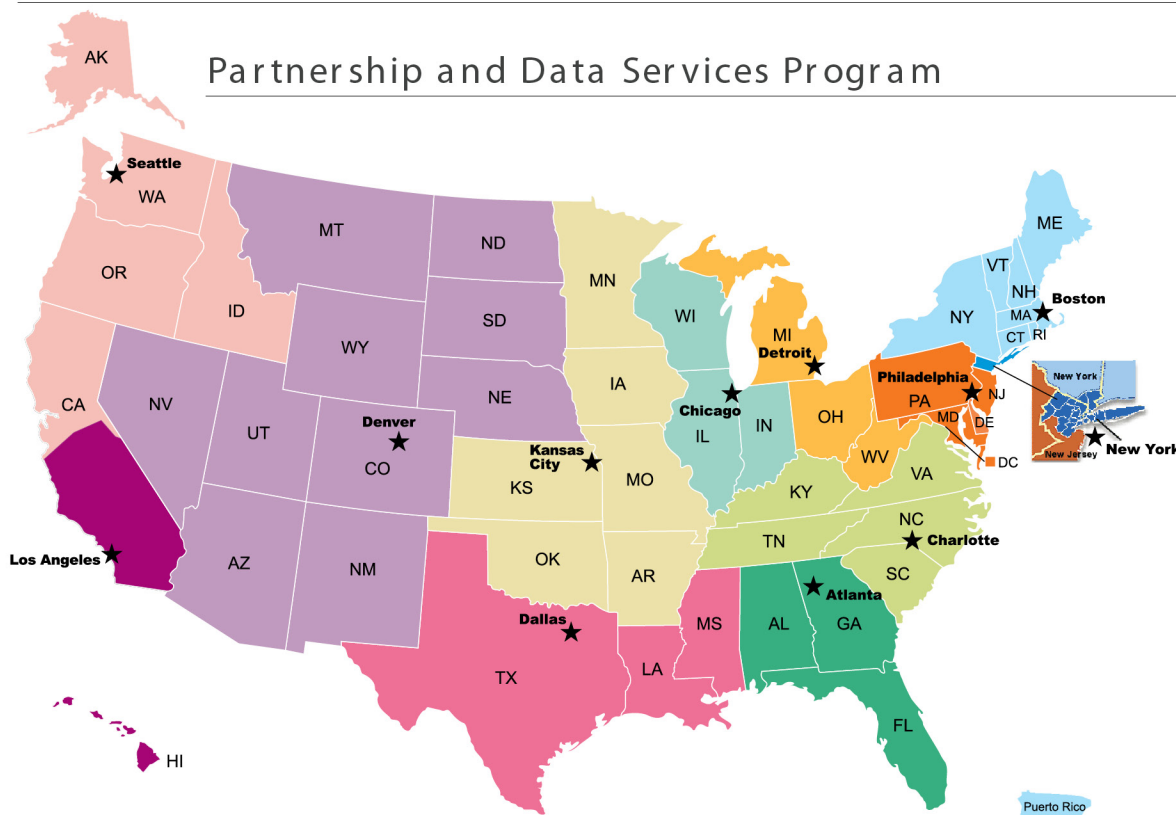 AK
Partnership and Data Services Program
Seattle
WA
MT
ND
ME
OR
MN
VT
NH
ID
SD
WI
NY
MA
Boston
WY
MI
CT
RI
Detroit
IA
New York
Philadelphia
NV
NE
CA
PA
NJ
Chicago
OH
MD
DE
Denver
UT
IL
IN
New York
Kansas
City
CO
WV
New Jersey
DC
KS
MO
VA
KY
NC
Charlotte
TN
Los Angeles
AZ
NM
OK
AR
SC
Atlanta
Dallas
MS
AL
GA
TX
LA
FL
HI
Puerto Rico